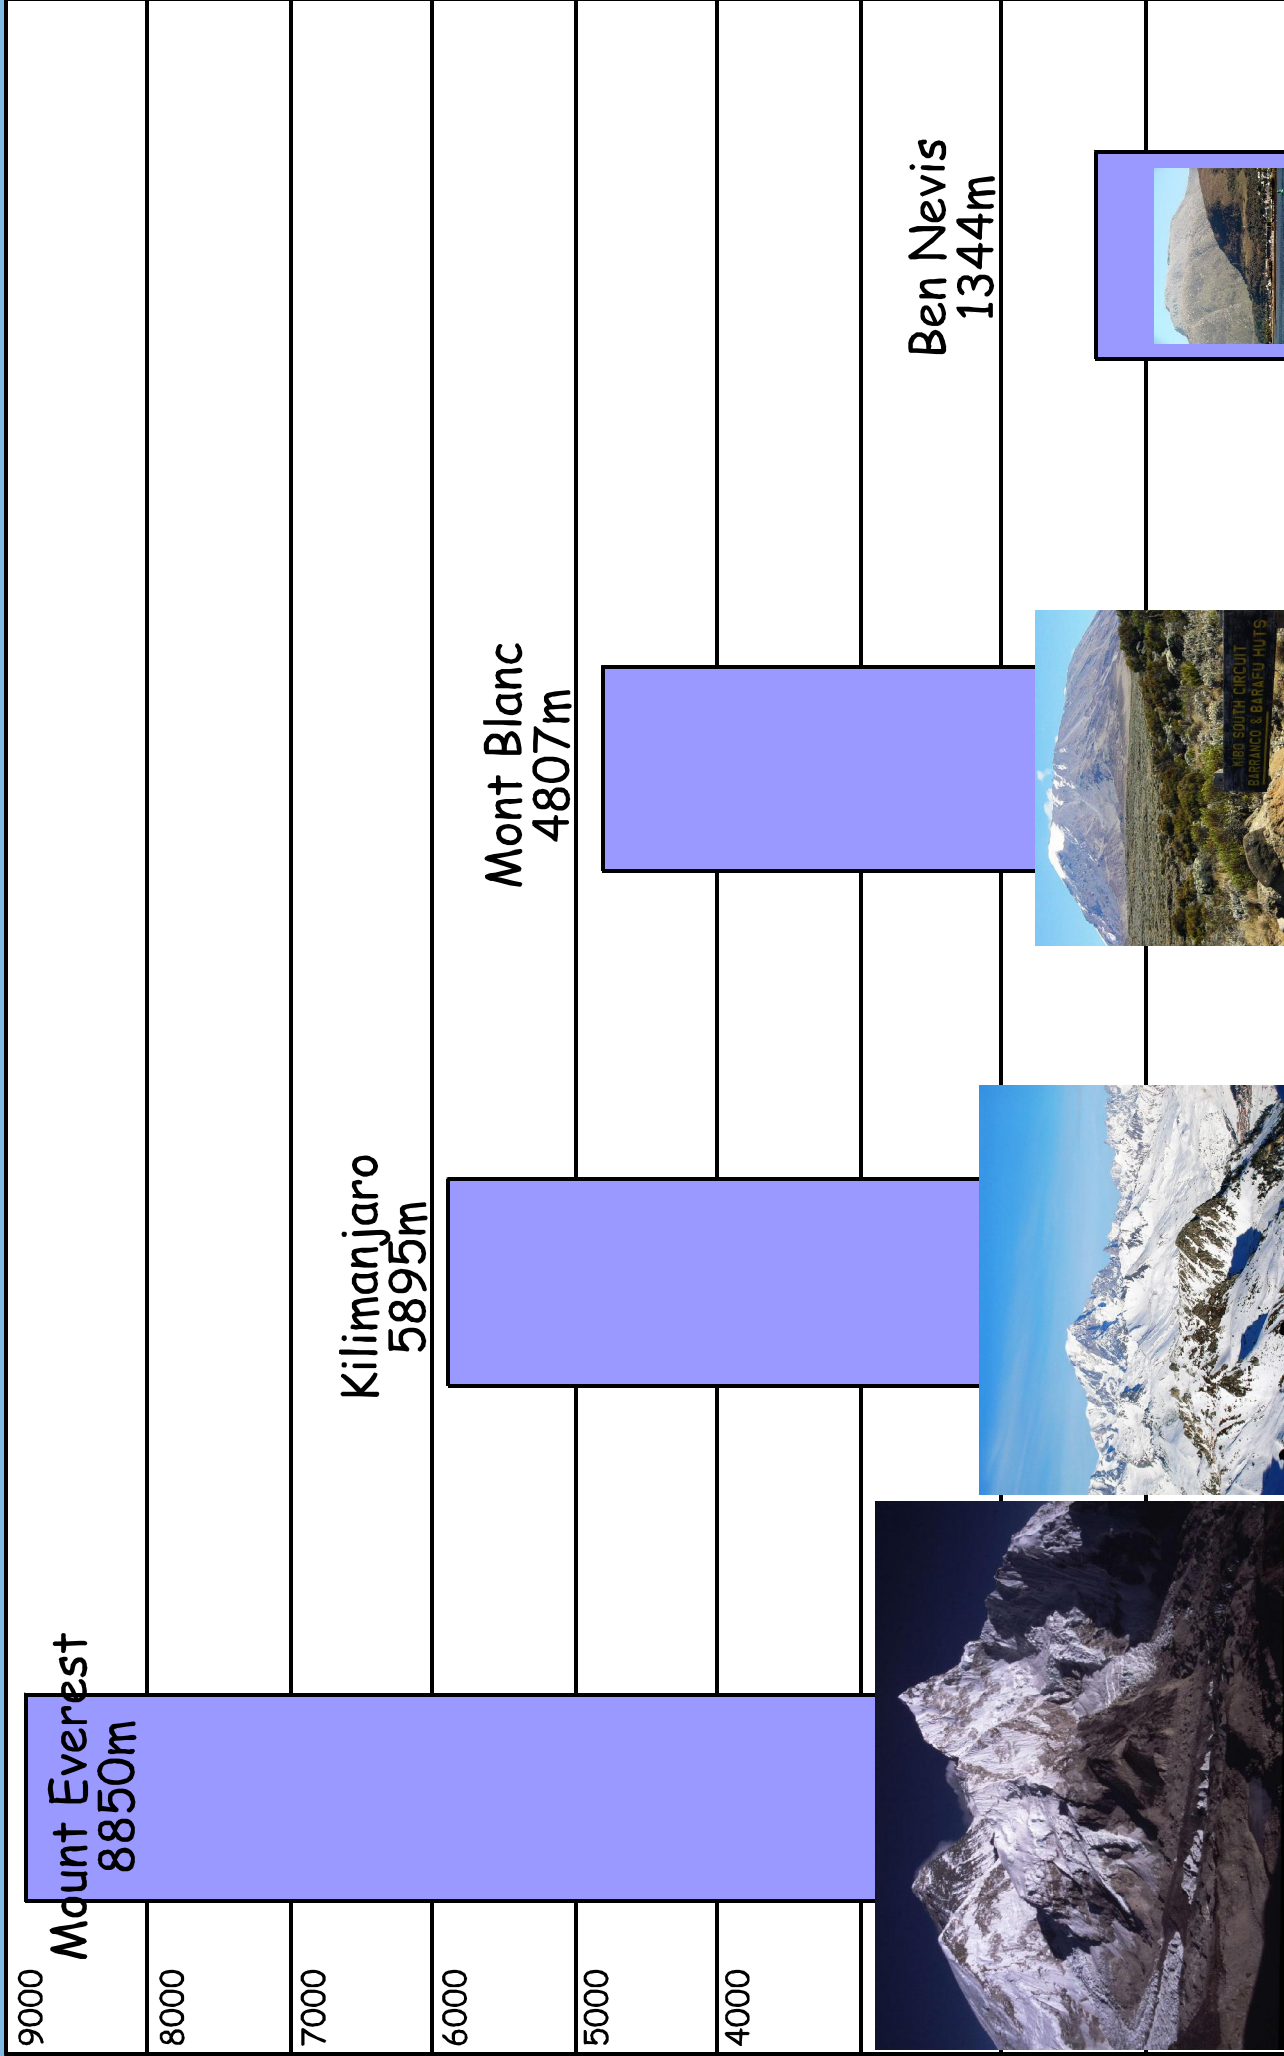 9000
8000
7000
6000
5000
4000
Mount Everest
8850m
Kilimanjaro
5895m
Mont Blanc
4807m
Ben Nevis
1344m
KIBO SOUTH CIRCUIT
BARRANCO & BARAFU HUTS